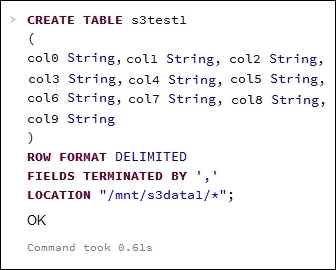 > CREATE TABLE s3test1
(
col0 String, col1 String, col2 String,
col3 String, col4 String, col5 String,
col6 String, col7 String, col8 String,
col9 String
)
ROW FORMAT DELIMITED
FIELDS TERMINATED BY ','
LOCATION "/mnt/s3data1/*";
OK
Command took 0.61s